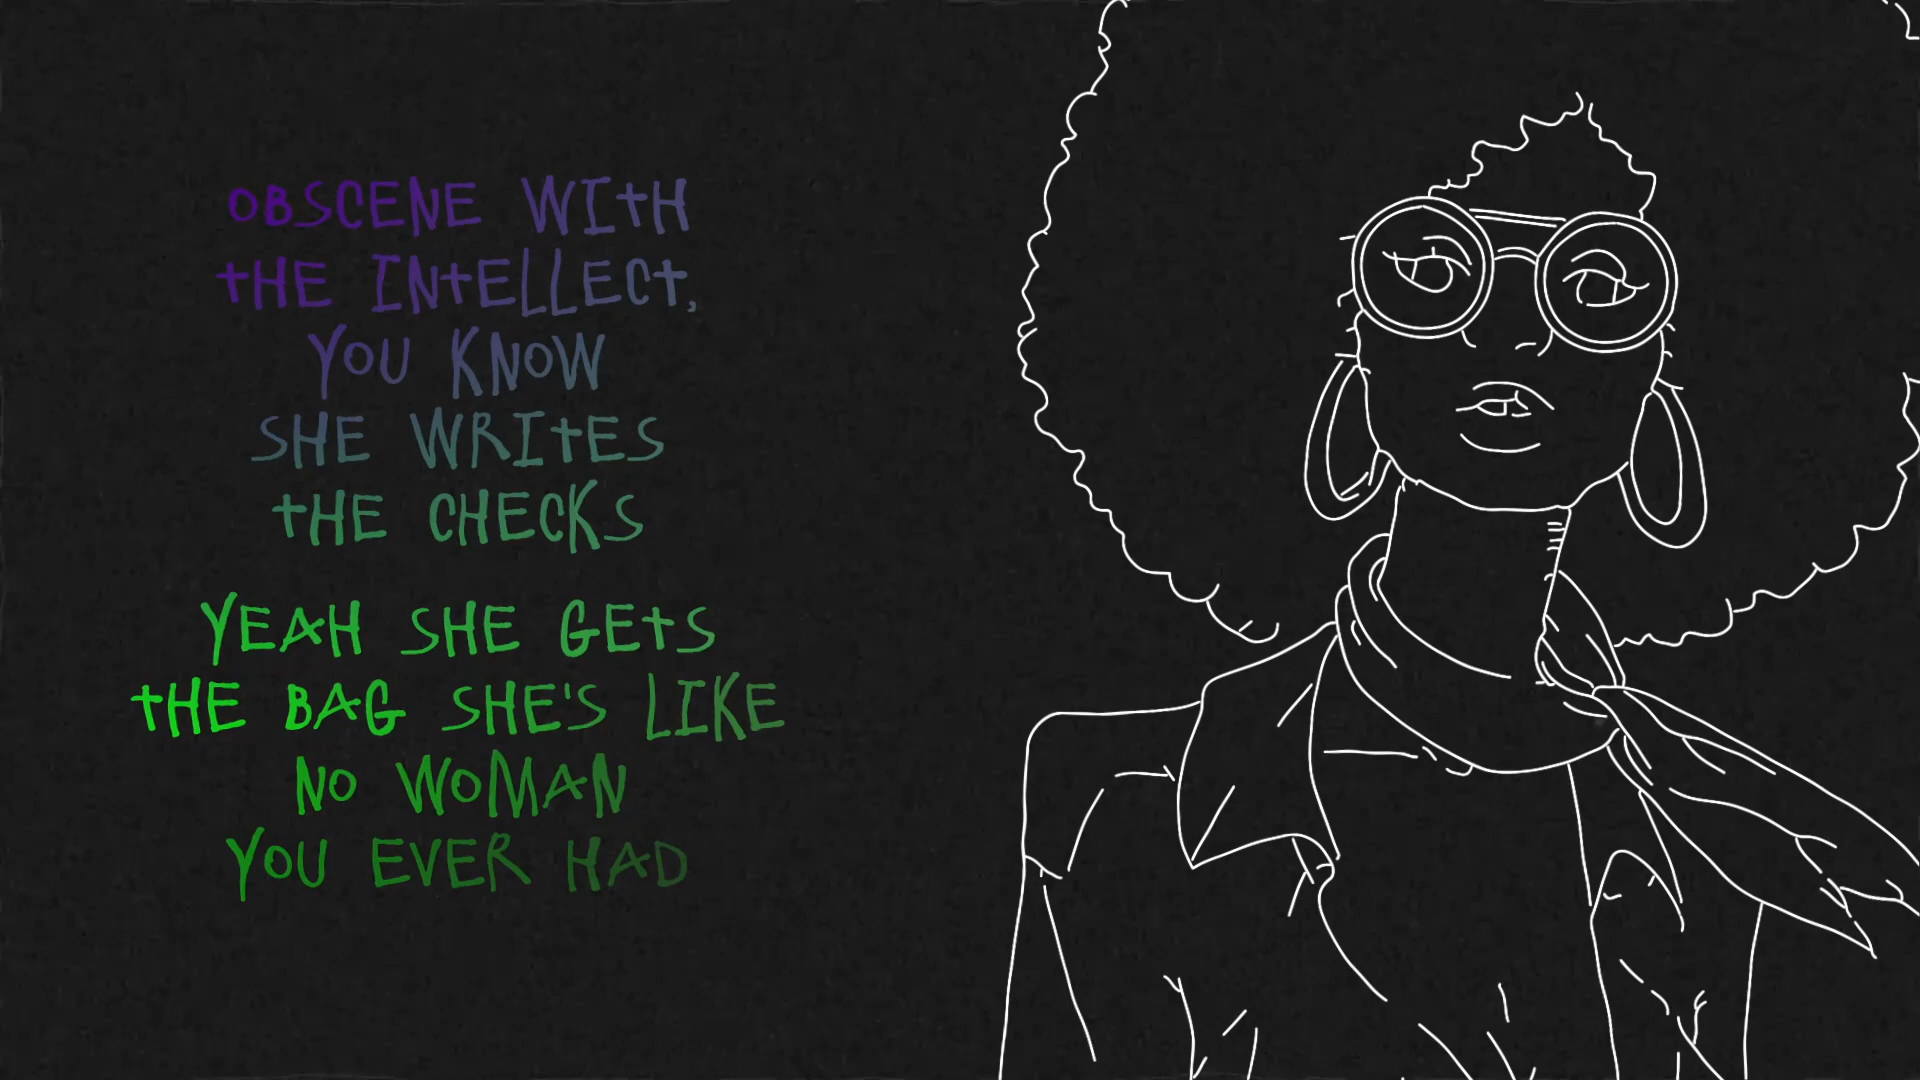 OBSCENE WITH
THE INTELLECT,
YOU KNOW
SHE WRITES
THE CHECKS
YEAH SHE GETS
THE BAG SHE'S LIKE
NO WOMAN
YOU EVER HAD